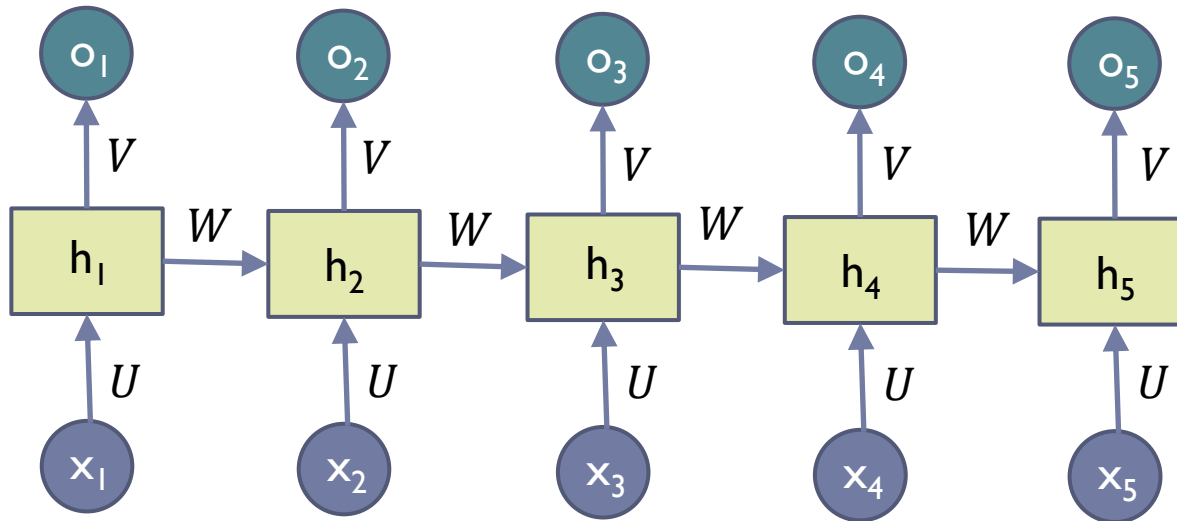 o₁ o₂ o₃ o₄ o₅
V V V V V
W W W W
h₁ h₂ h₃ h₄ h₅
U U U U U
x₁ x₂ x₃ x₄ x₅